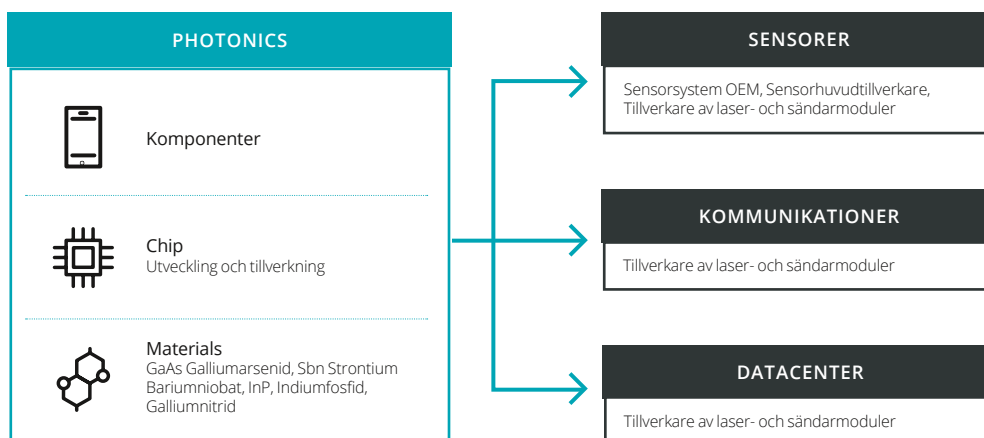 PHOTONICS
Komponenter
Chip
Utveckling och tillverkning
Materials
GaAs Galliumarsenid, Sbn Strontium
Bariumniobat, InP, Indiumfosfid,
Galliumnitrid
SENSORER
Sensorsystem OEM, Sensorhuvudtillverkare,
Tillverkare av laser- och sändarmoduler
KOMMUNIKATIONER
Tillverkare av laser- och sändarmoduler
DATACENTER
Tillverkare av laser- och sändarmoduler